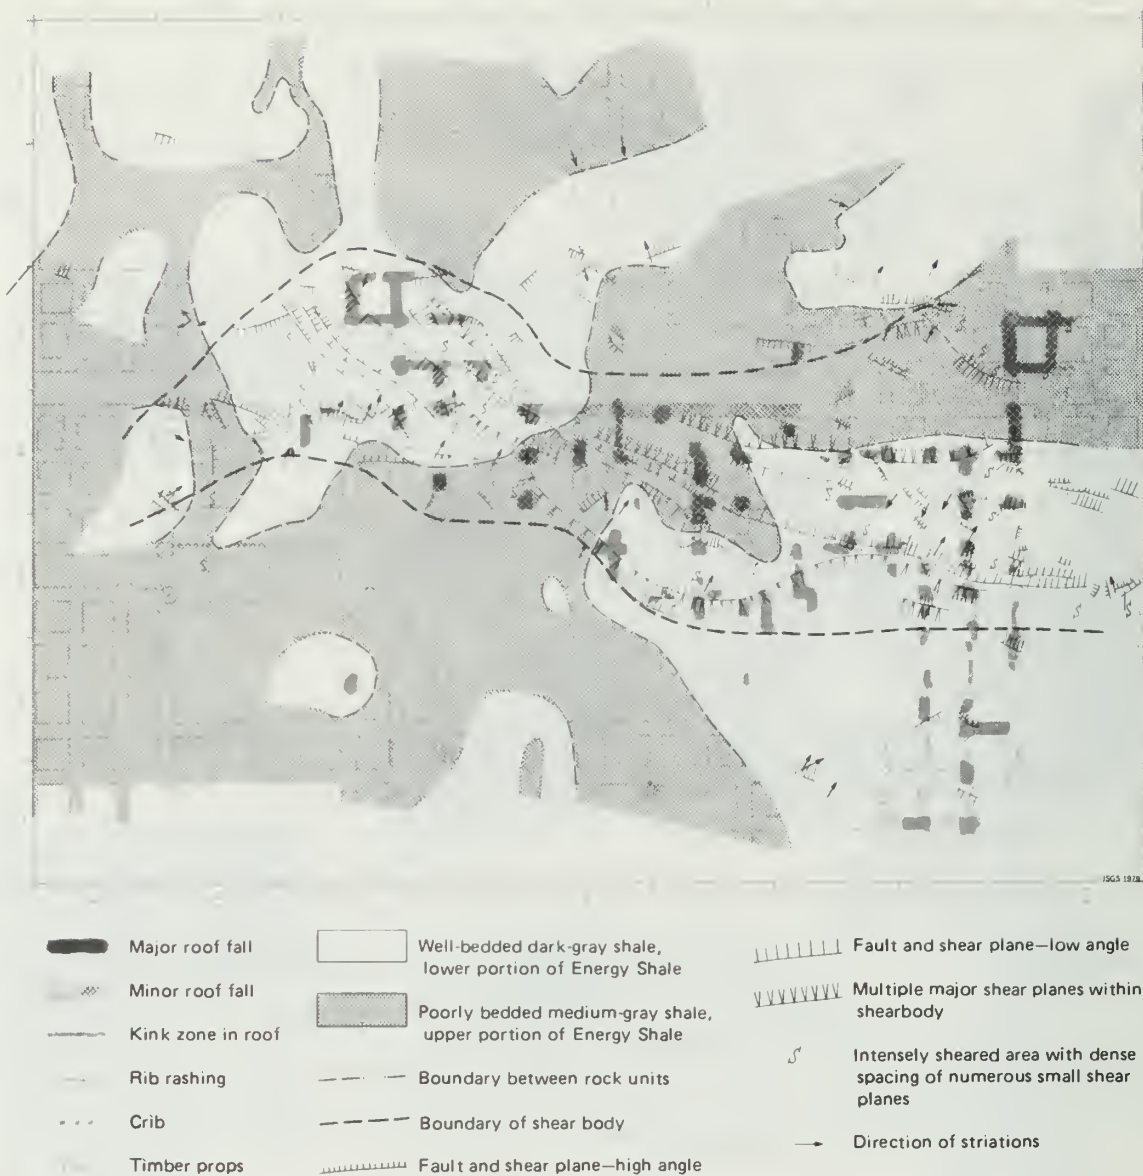 ISGS 1979
Major roof fall
Minor roof fall
Kink zone in roof
Rib rashing
Crib
Timber props
Well-bedded dark-gray shale,
lower portion of Energy Shale
Poorly bedded medium-gray shale,
upper portion of Energy Shale
Boundary between rock units
Boundary of shear body
Fault and shear plane—high angle
Fault and shear plane—low angle
Multiple major shear planes within
shearbody
S Intensely sheared area with dense
spacing of numerous small shear
planes
Direction of striations